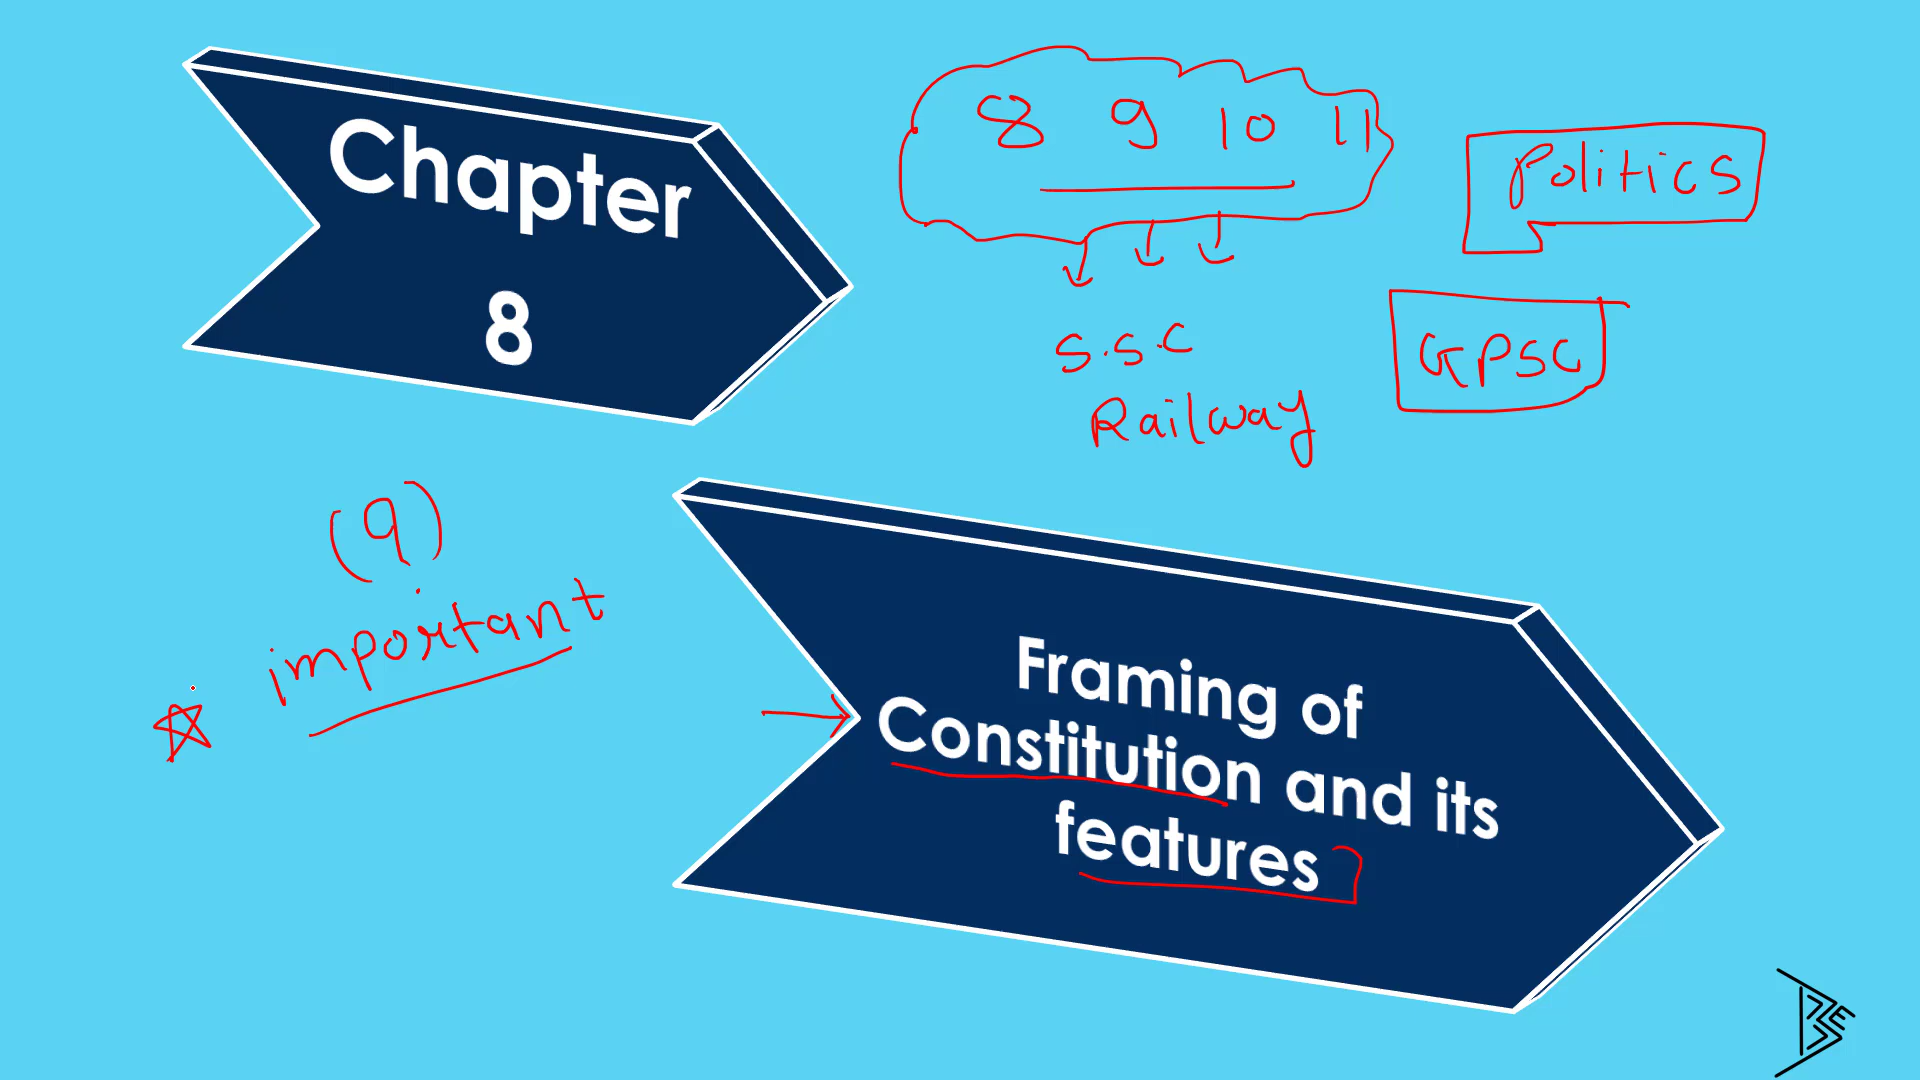 Chapter
8
8 9 10 11
Politics
S.S.C
Railway
GPSC
(9)
important
Framing of
Constitution and its
features